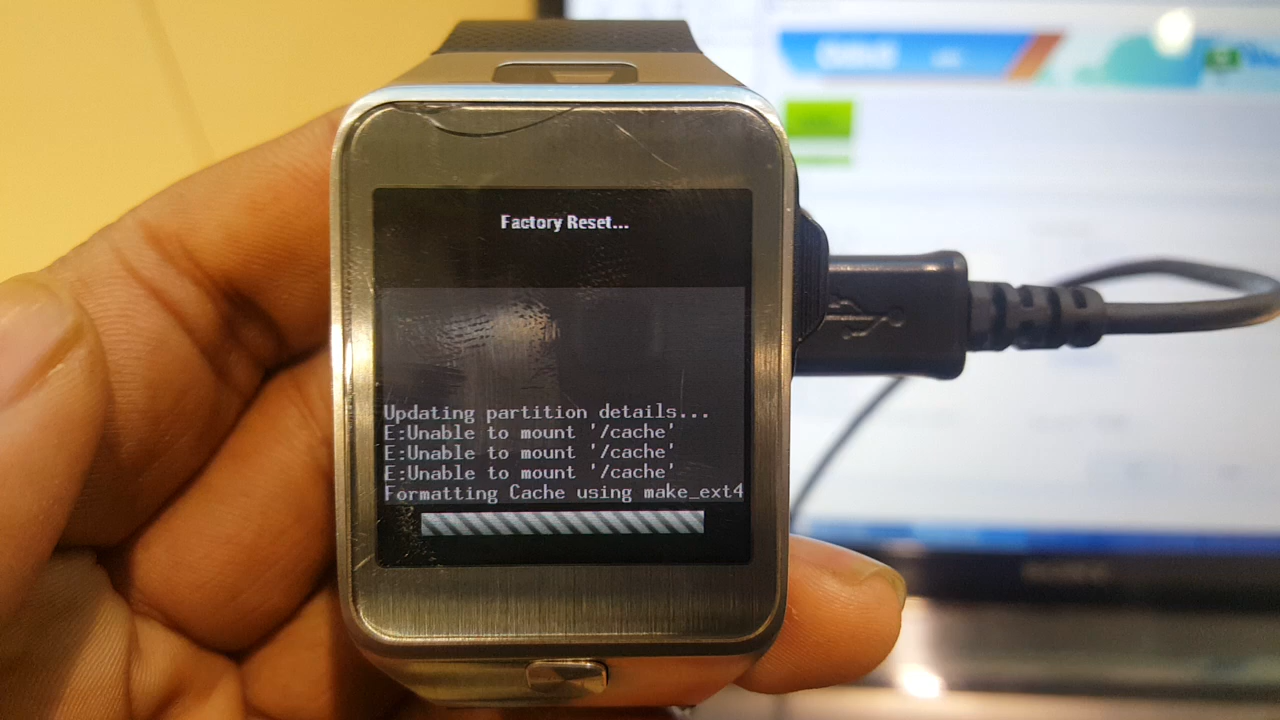 Factory Reset...
Updating partition details...
E:Unable to mount '/cache'
E:Unable to mount '/cache'
E:Unable to mount '/cache'
Formatting Cache using make_ext4